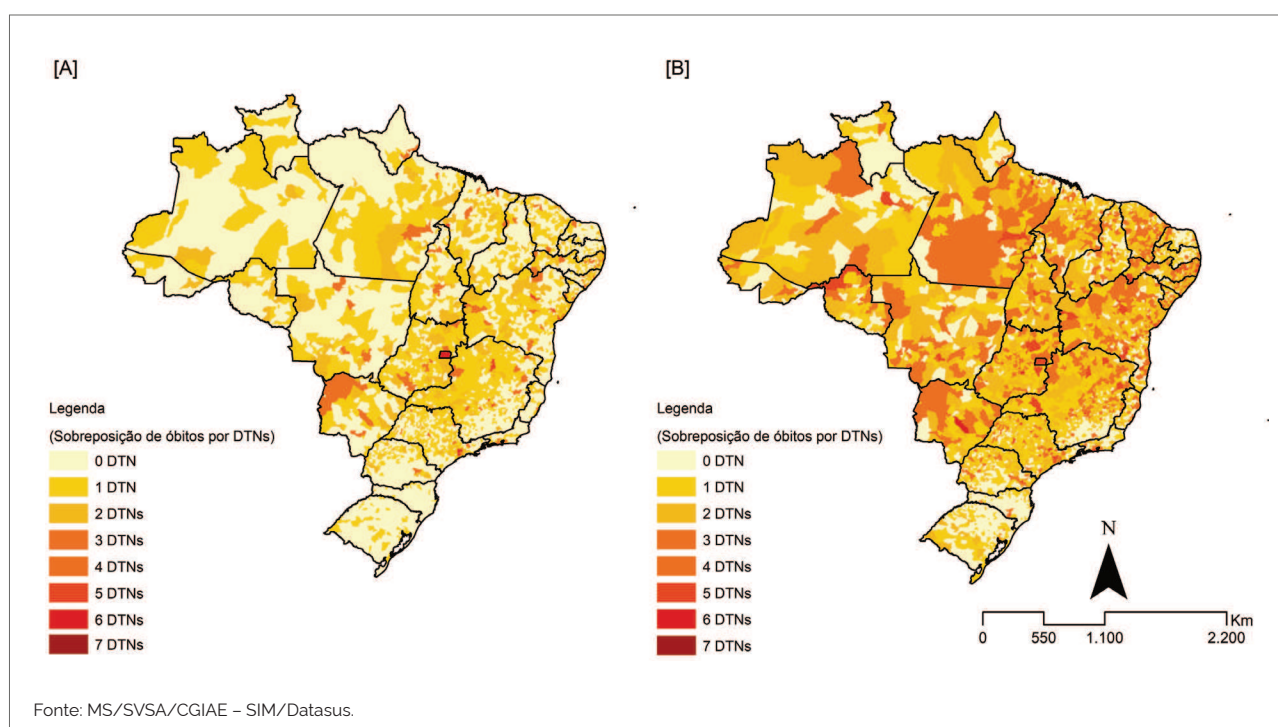 [A]
Legenda
(Sobreposição de óbitos por DTNs)
0 DTN
1 DTN
2 DTNs
3 DTNs
4 DTNs
5 DTNs
6 DTNs
7 DTNs
[B]
Legenda
(Sobreposição de óbitos por DTNs)
0 DTN
1 DTN
2 DTNs
3 DTNs
4 DTNs
5 DTNs
6 DTNs
7 DTNs
N
Km
0 550 1.100 2.200
Fonte: MS/SVSA/CGIAE – SIM/Datasus.